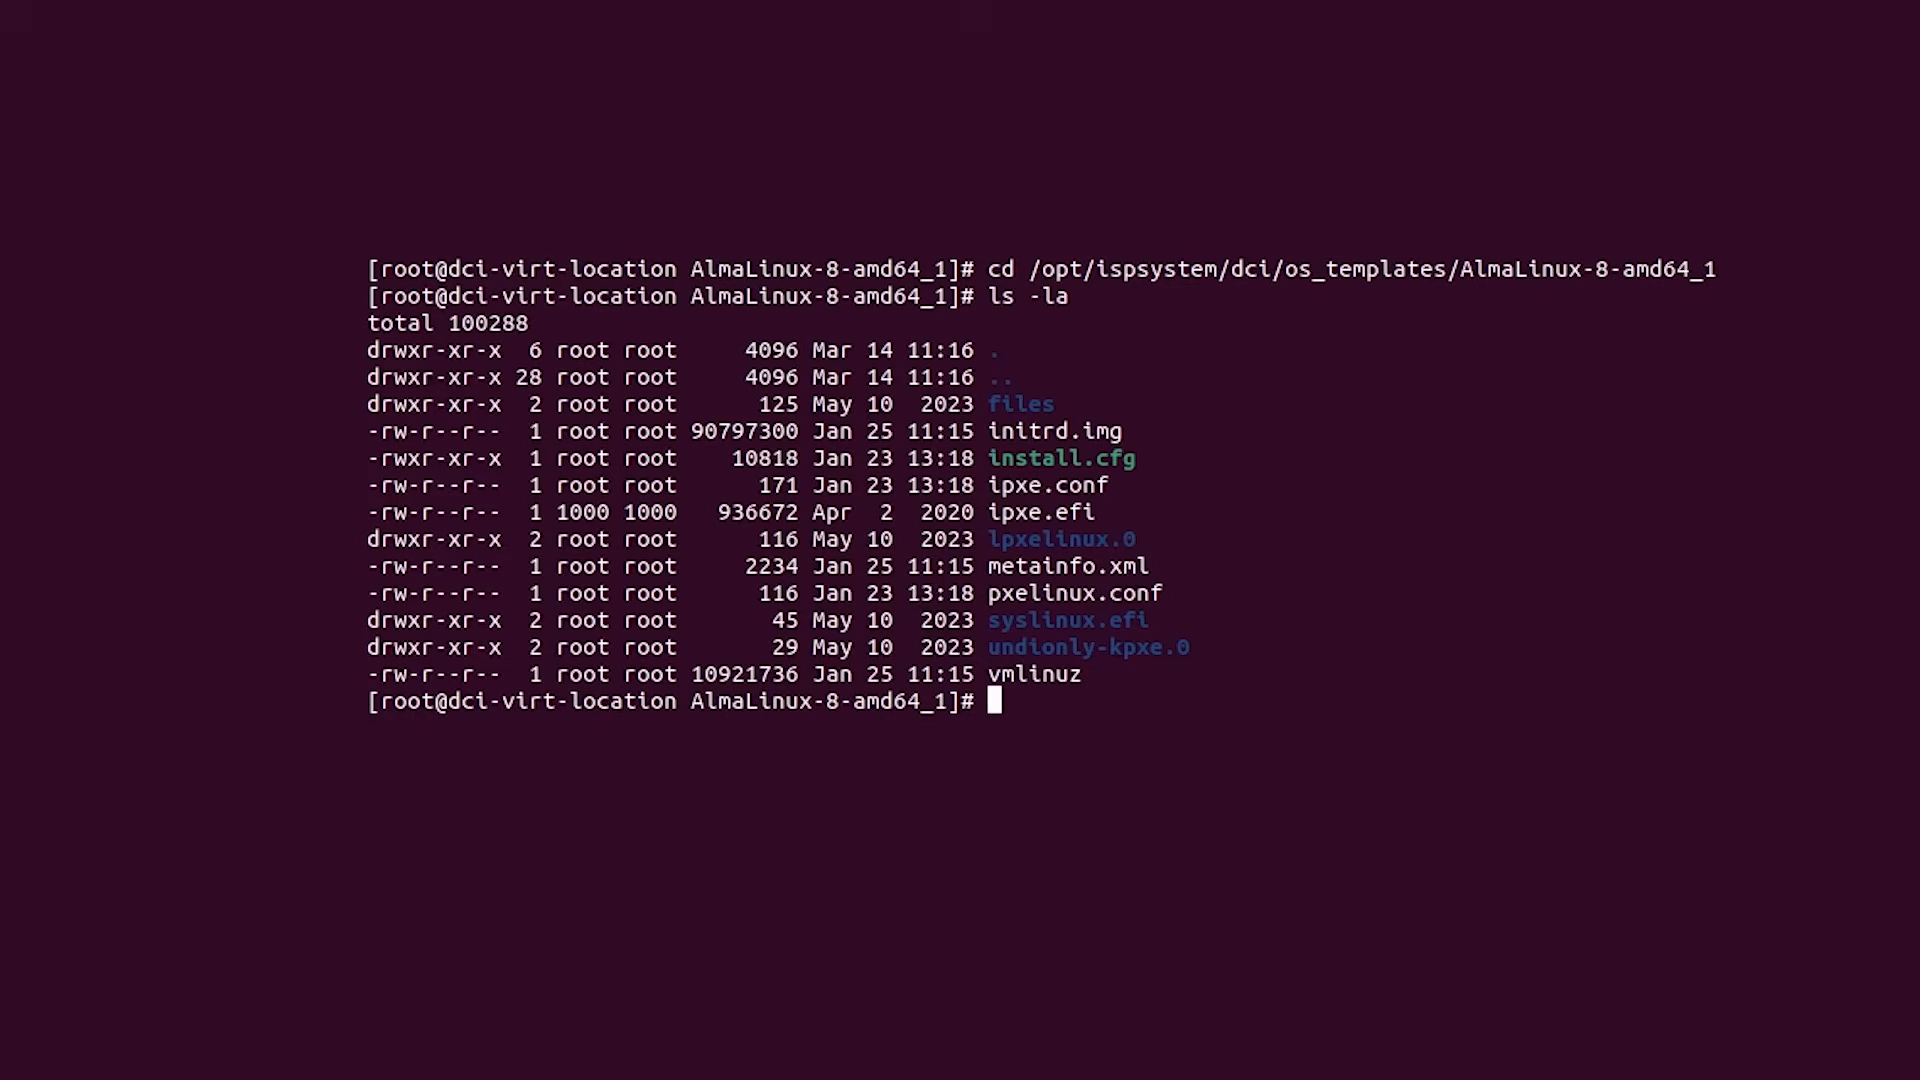 [root@dci-virt-location AlmaLinux-8-amd64_1]# cd /opt/ispsystem/dci/os_templates/AlmaLinux-8-amd64_1
[root@dci-virt-location AlmaLinux-8-amd64_1]# ls -la
total 100288
drwxr-xr-x  6 root root     4096 Mar 14 11:16 .
drwxr-xr-x 28 root root     4096 Mar 14 11:16 ..
drwxr-xr-x  2 root root      125 May 10  2023 files
-rw-r--r--  1 root root 90797300 Jan 25 11:15 initrd.img
-rwxr-xr-x  1 root root    10818 Jan 23 13:18 install.cfg
-rw-r--r--  1 root root      171 Jan 23 13:18 ipxe.conf
-rw-r--r--  1 1000 1000   936672 Apr  2  2020 ipxe.efi
drwxr-xr-x  2 root root      116 May 10  2023 lpxelinux.0
-rw-r--r--  1 root root     2234 Jan 25 11:15 metainfo.xml
-rw-r--r--  1 root root      116 Jan 23 13:18 pxelinux.conf
drwxr-xr-x  2 root root       45 May 10  2023 syslinux.efi
drwxr-xr-x  2 root root       29 May 10  2023 undionly-kpxe.0
-rw-r--r--  1 root root 10921736 Jan 25 11:15 vmlinuz
[root@dci-virt-location AlmaLinux-8-amd64_1]#